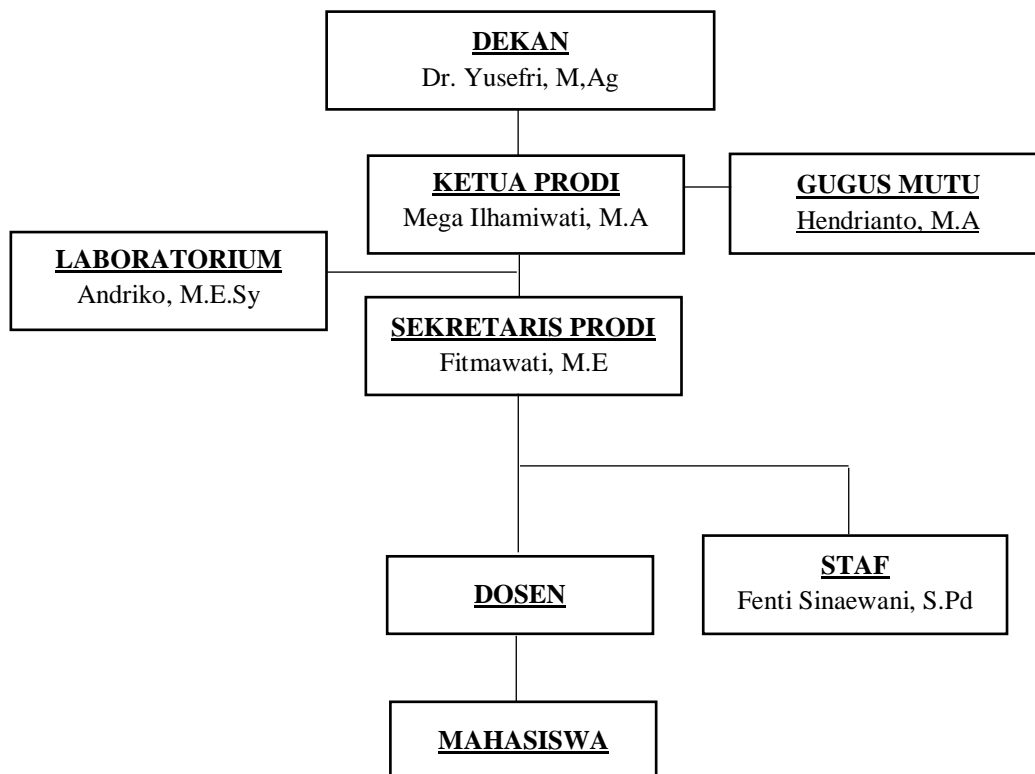 DEKAN
Dr. Yusefri, M,Ag
KETUA PRODI
Mega Ilhamiwati, M.A
GUGUS MUTU
Hendrianto, M.A
LABORATORIUM
Andriko, M.E.Sy
SEKRETARIS PRODI
Fitmawati, M.E
DOSEN
STAF
Fenti Sinaewani, S.Pd
MAHASISWA